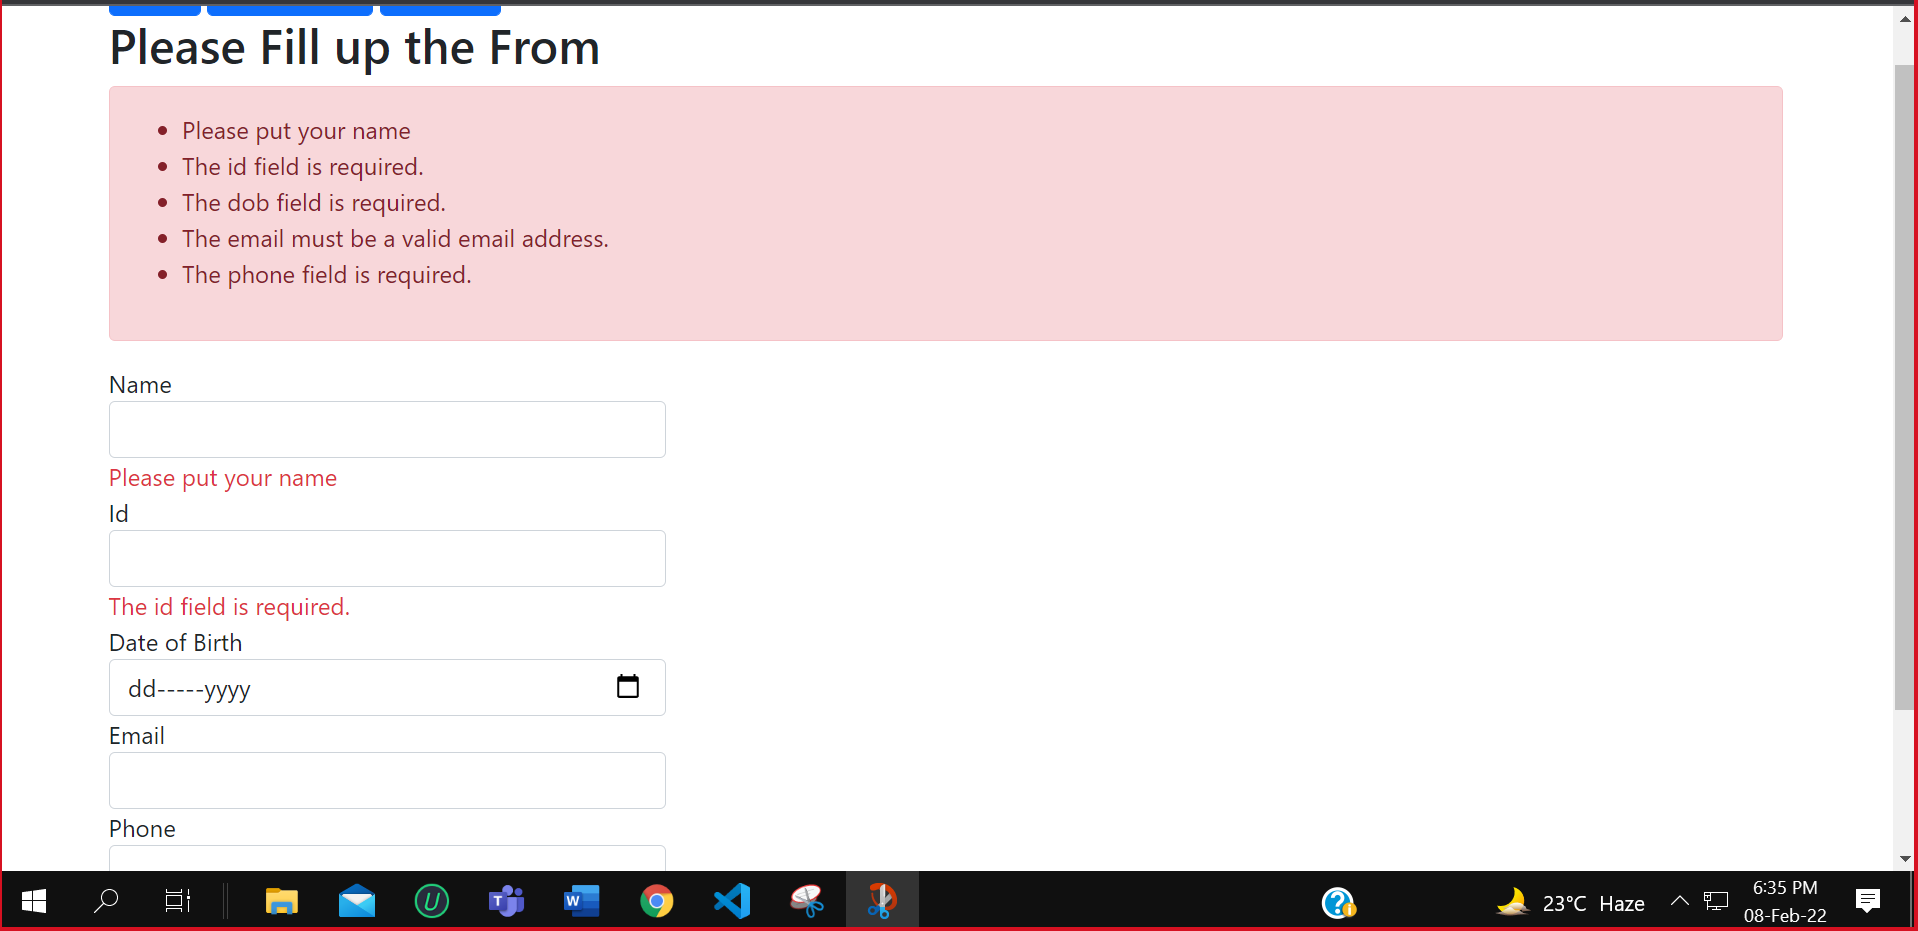 Please Fill up the From
Please put your name
The id field is required.
The dob field is required.
The email must be a valid email address.
The phone field is required.
Name
Please put your name
Id
The id field is required.
Date of Birth
dd-----yyyy
Email
Phone
23°C Haze
6:35 PM
08-Feb-22